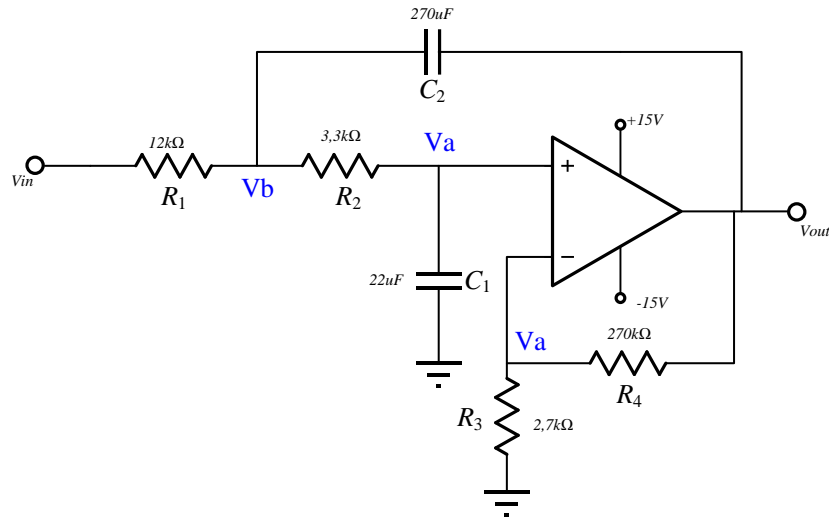 270uF
C2
+15V
12kΩ
3,3kΩ
Va
+
Vin
R1
Vb
R2
Vout
−
22uF
C1
-15V
Va
270kΩ
R4
R3
2,7kΩ